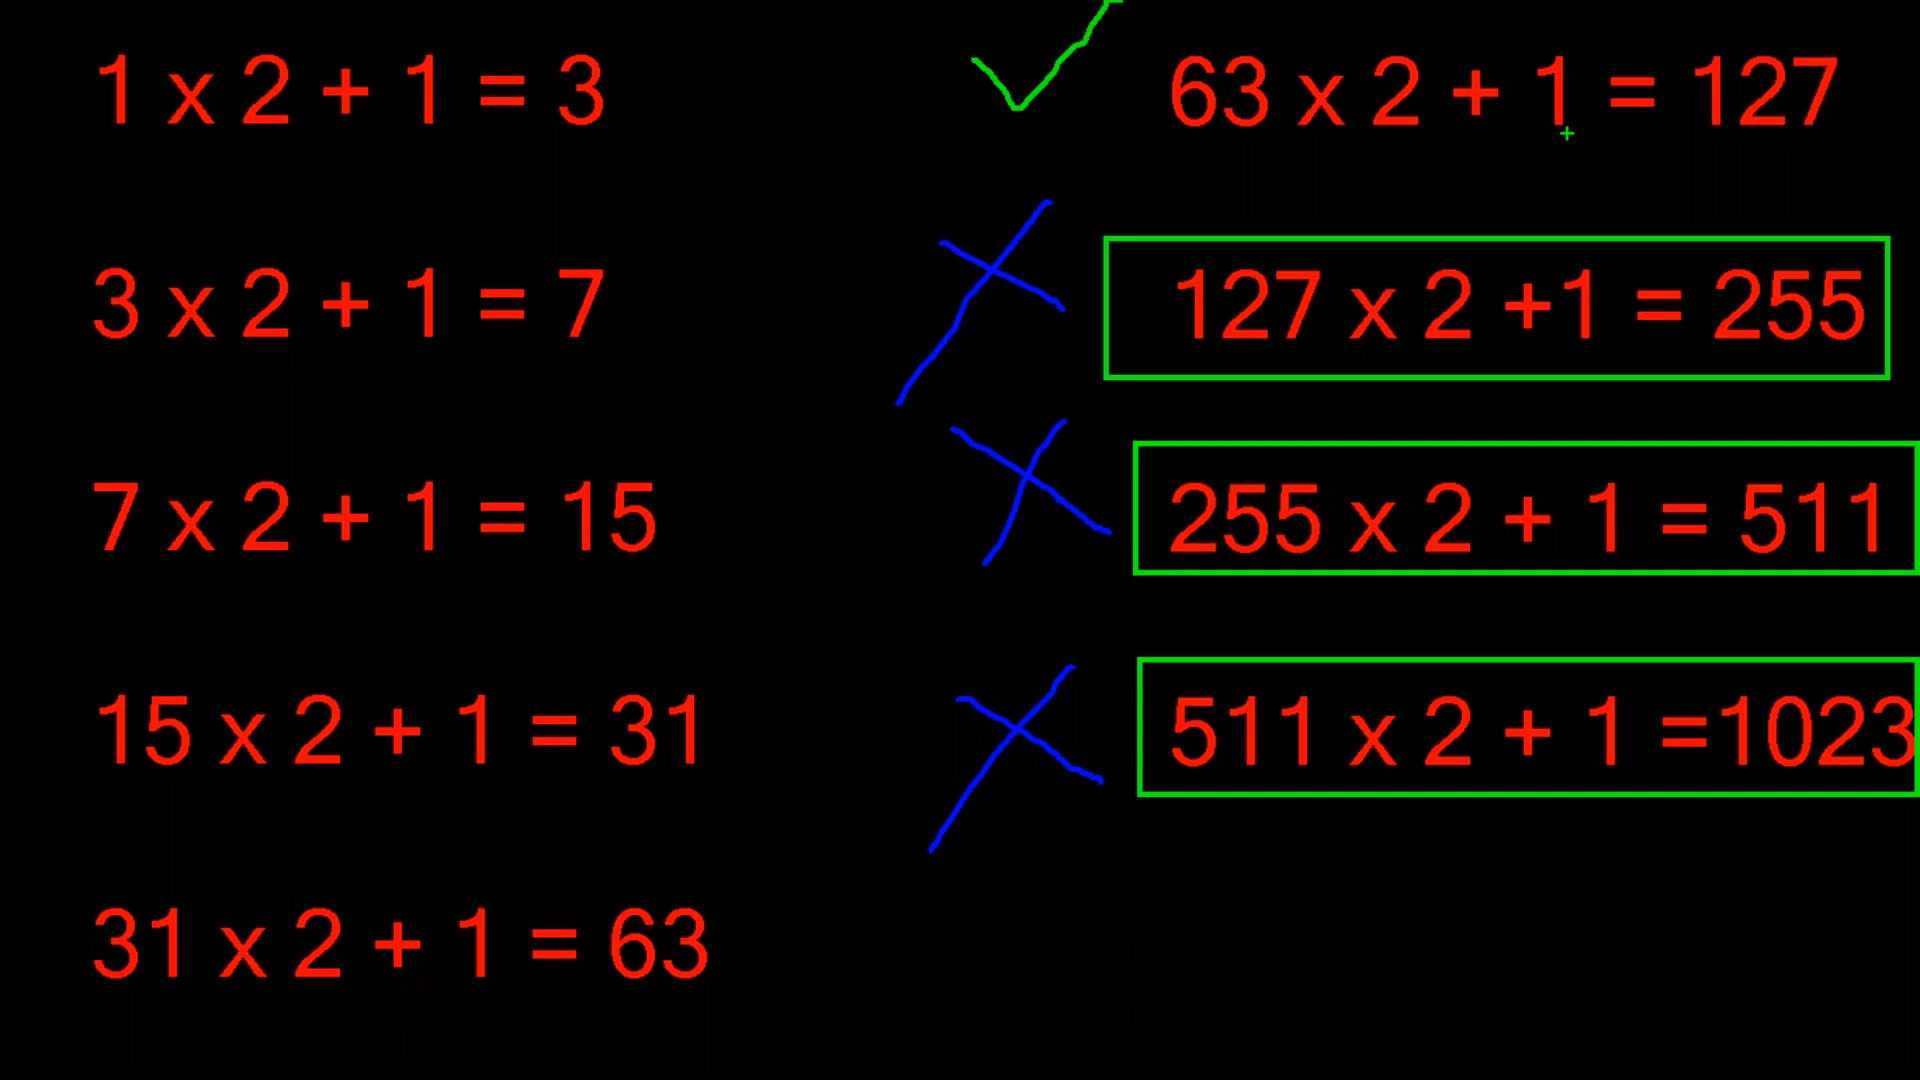 1 x 2 + 1 = 3
3 x 2 + 1 = 7
7 x 2 + 1 = 15
15 x 2 + 1 = 31
31 x 2 + 1 = 63
63 x 2 + 1 = 127
127 x 2 +1 = 255
255 x 2 + 1 = 511
511 x 2 + 1 =1023